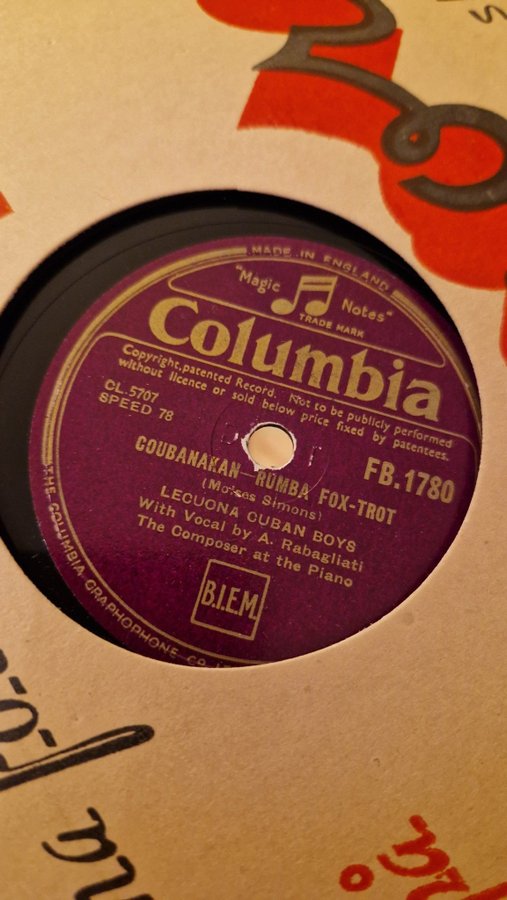 MADE IN ENGLAND
"Magic Notes"
TRADE MARK
Columbia
Copyright, patented Record. Not to be publicly performed
without licence or sold below price fixed by patentees.
CL.5707
SPEED 78
FB.1780
COUBANAKAN—RUMBA FOX-TROT
(Moises Simons)
LECUONA CUBAN BOYS
With Vocal by A. Rabagliati
The Composer at the Piano
B.I.E.M.
THE COLUMBIA GRAPHOPHONE CO.